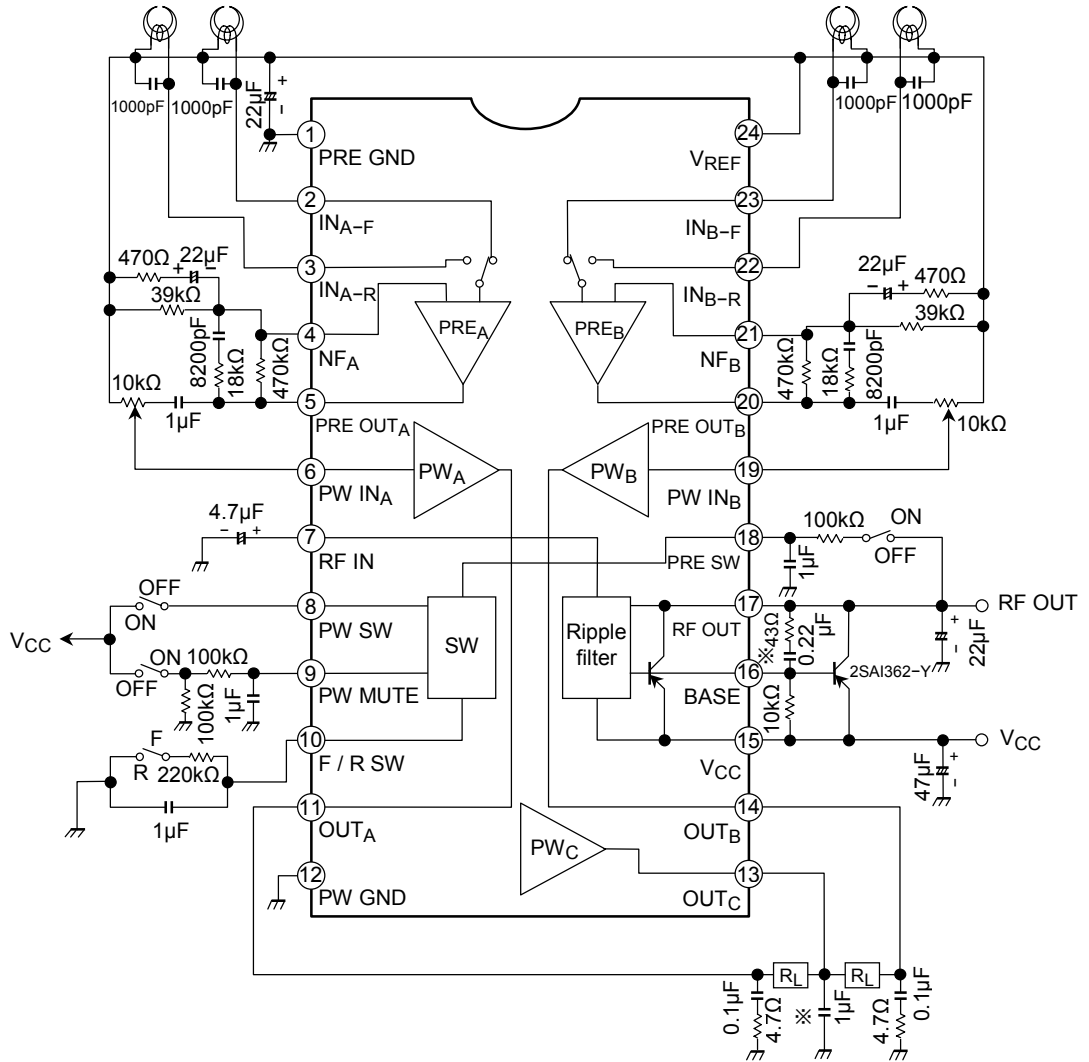 1000pF
1000pF
22μF
+
-
1000pF
1000pF
1
PRE GND
24
VREF
2
INA-F
23
INB-F
3
INA-R
22
INB-R
470Ω
+
22μF
-
39kΩ
22μF
-
+
470Ω
39kΩ
4
NFA
PREA
PREB
21
NFB
8200pF
18kΩ
470kΩ
470kΩ
18kΩ
8200pF
10kΩ
1μF
5
PRE OUTA
20
PRE OUTB
1μF
10kΩ
6
PW INA
PWA
PWB
19
PW INB
4.7μF
-
+
7
RF IN
18
PRE SW
100kΩ
ON
OFF
1μF
OFF
ON
8
PW SW
SW
Ripple
filter
17
RF OUT
※43Ω
0.22
μF
RF OUT
+
-
22μF
VCC
ON
OFF
100kΩ
100kΩ
1μF
9
PW MUTE
16
BASE
10kΩ
2SAI362-Y
F
R
220kΩ
1μF
10
F / R SW
15
VCC
VCC
47μF
+
-
11
OUTA
14
OUTB
PWC
12
PW GND
13
OUTC
RL
RL
0.1μF
4.7Ω
※
1μF
4.7Ω
0.1μF